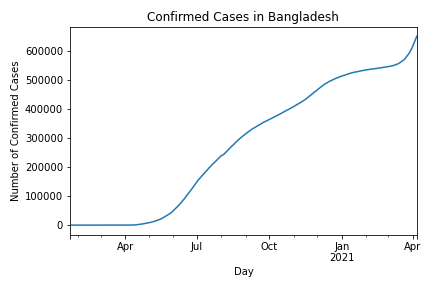 Confirmed Cases in Bangladesh
Number of Confirmed Cases
600000
500000
400000
300000
200000
100000
0
Apr
Jul
Oct
Jan
2021
Apr
Day